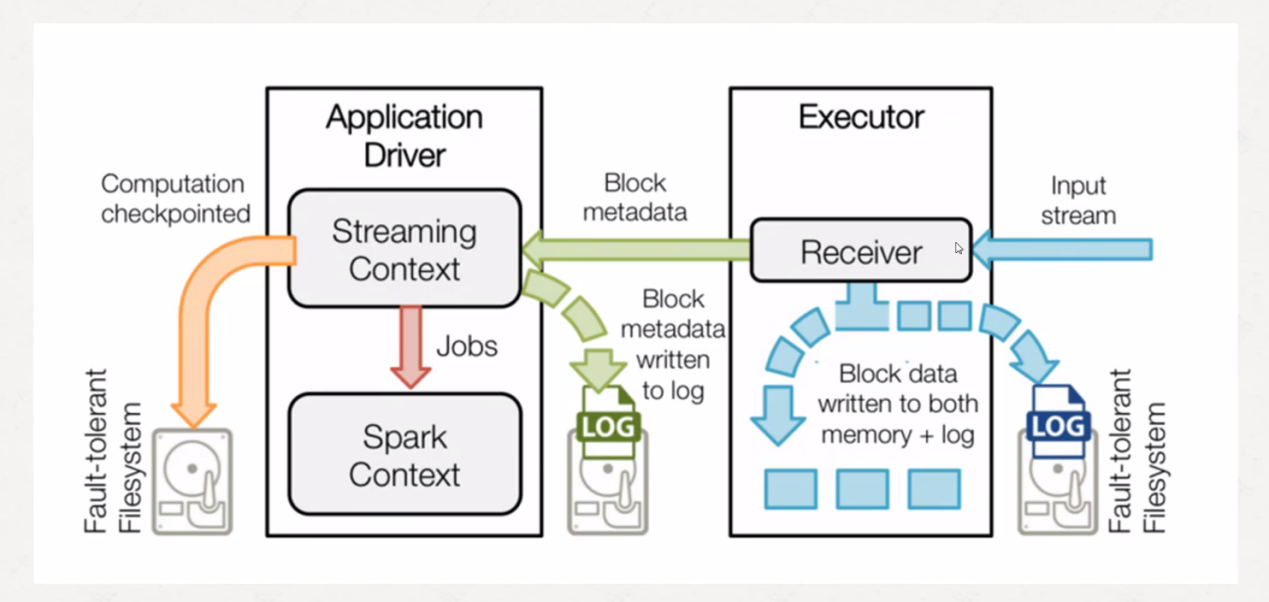 Application
Driver
Executor
Computation
checkpointed
Streaming
Context
Block
metadata
Receiver
Input
stream
Jobs
Block
metadata
written
to log
Block data
written to both
memory + log
Spark
Context
LOG
LOG
Fault-tolerant
Filesystem
Fault-tolerant
Filesystem